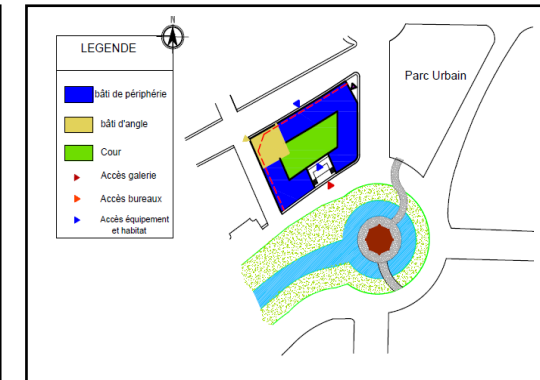 N
LEGENDE
bâti de périphérie
bâti d'angle
Cour
Accès galerie
Accès bureaux
Accès équipement
et habitat
Parc Urbain